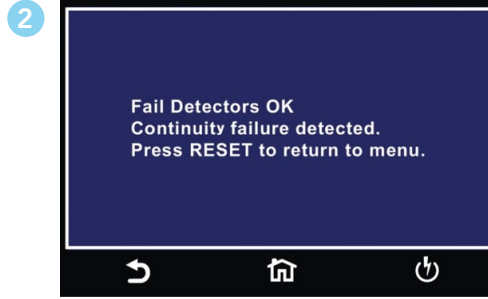 2
Fail Detectors OK
Continuity failure detected.
Press RESET to return to menu.